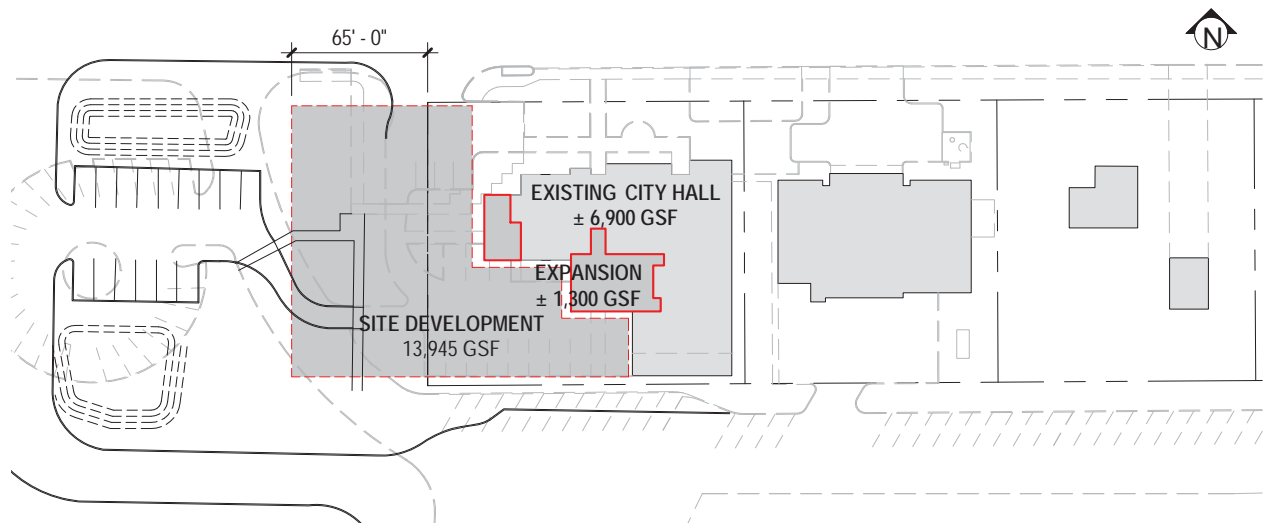 65' - 0"
N
EXISTING CITY HALL
± 6,900 GSF
EXPANSION
± 1,300 GSF
SITE DEVELOPMENT
13,945 GSF